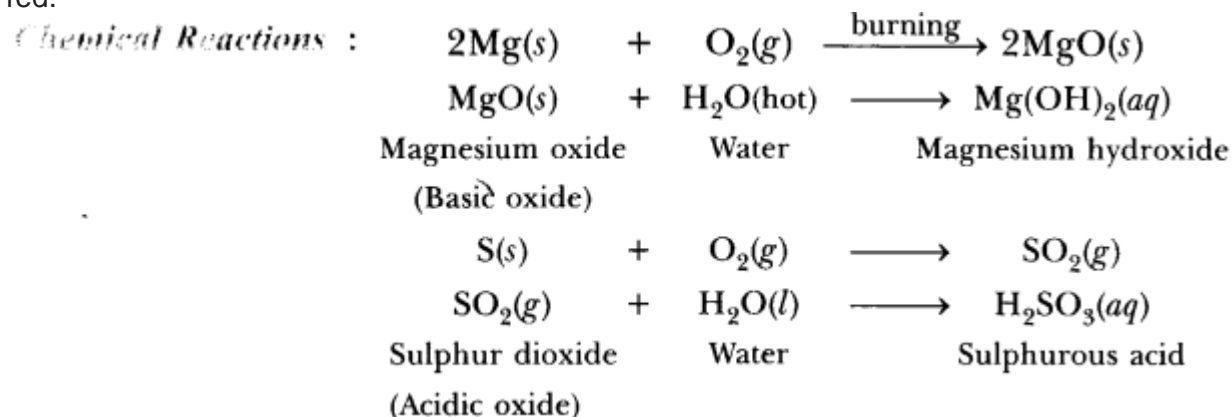 red.
Chemical Reactions : 2Mg(s) + O₂(g) burning ⟶ 2MgO(s)
MgO(s) + H₂O(hot) ⟶ Mg(OH)₂(aq)
Magnesium oxide Water Magnesium hydroxide
(Basic oxide)
S(s) + O₂(g) ⟶ SO₂(g)
SO₂(g) + H₂O(l) ⟶ H₂SO₃(aq)
Sulphur dioxide Water Sulphurous acid
(Acidic oxide)